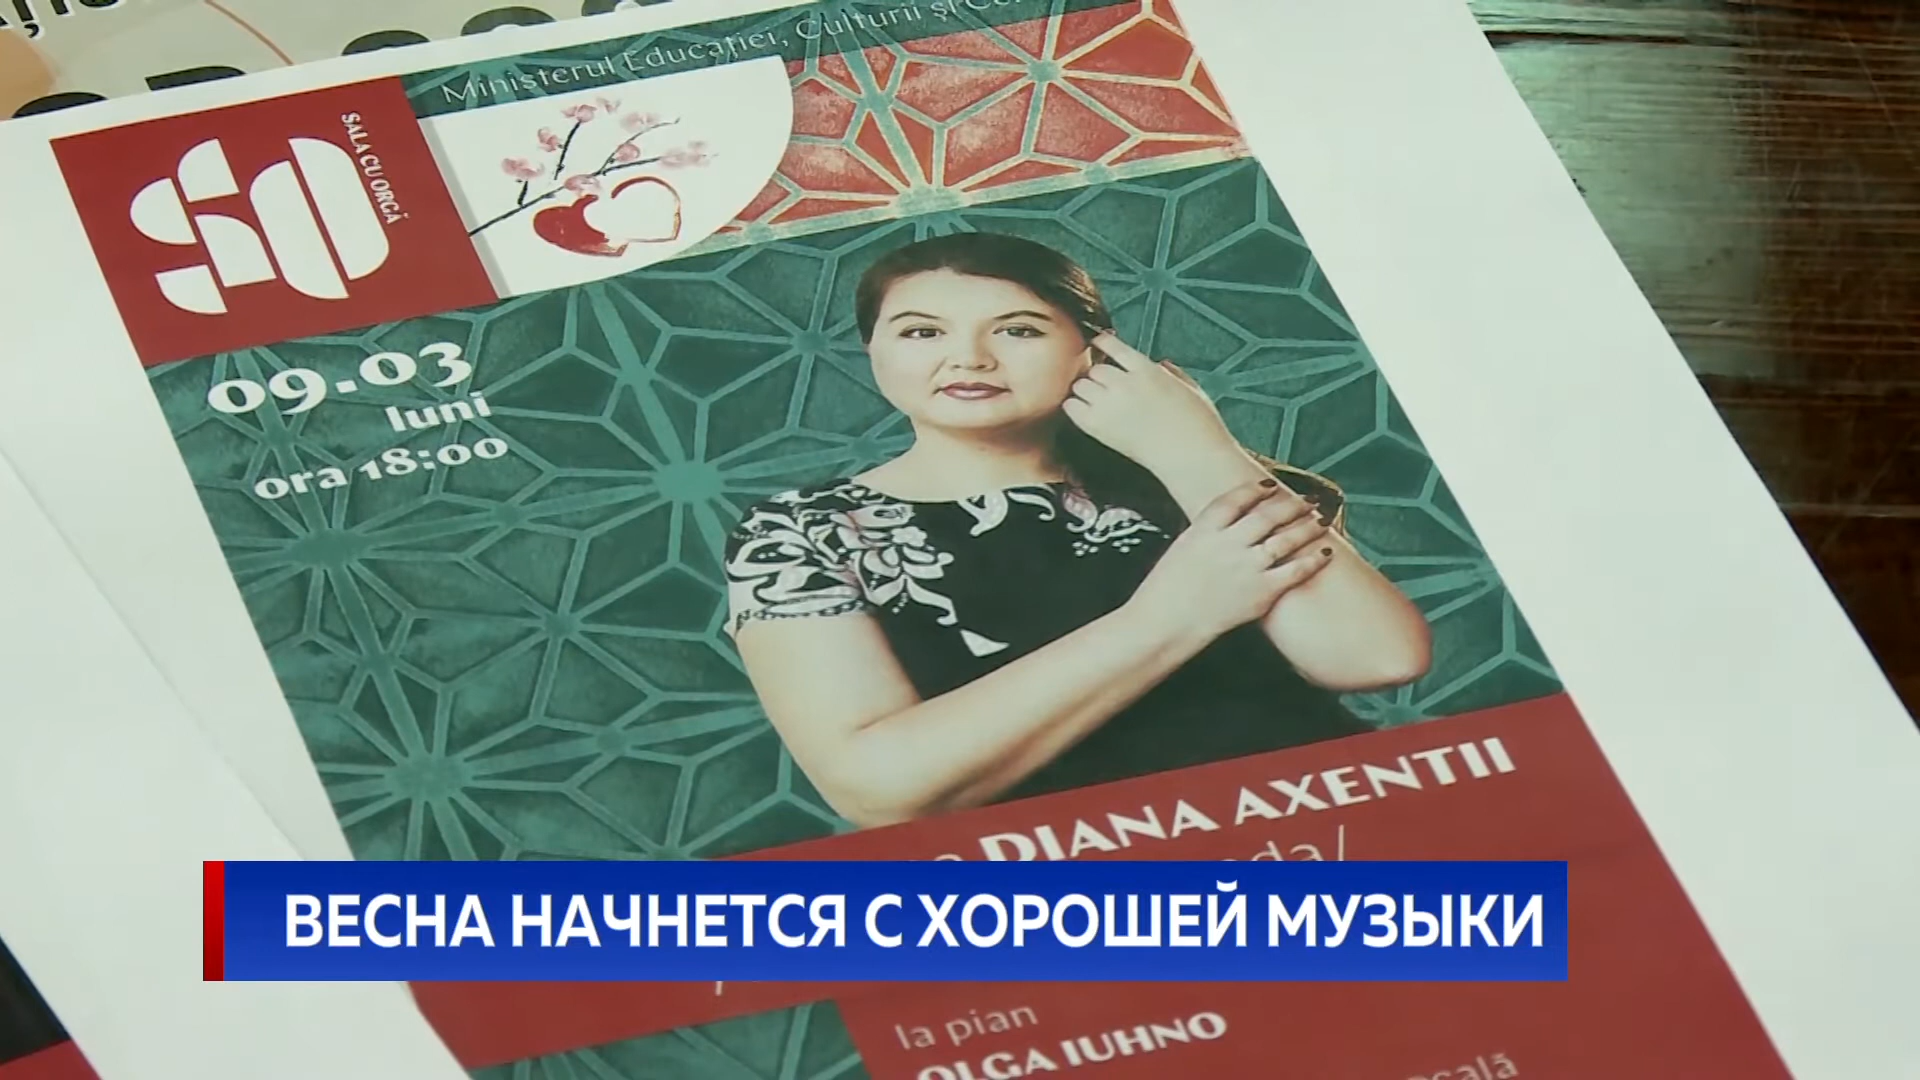 Ministerul Educației, Culturii și
SO
SALA CU ORGĂ
09.03
luni
ora 18:00
DIANA AXENTII
ВЕСНА НАЧНЕТСЯ С ХОРОШЕЙ МУЗЫКИ
la pian
OLGA IUHNO